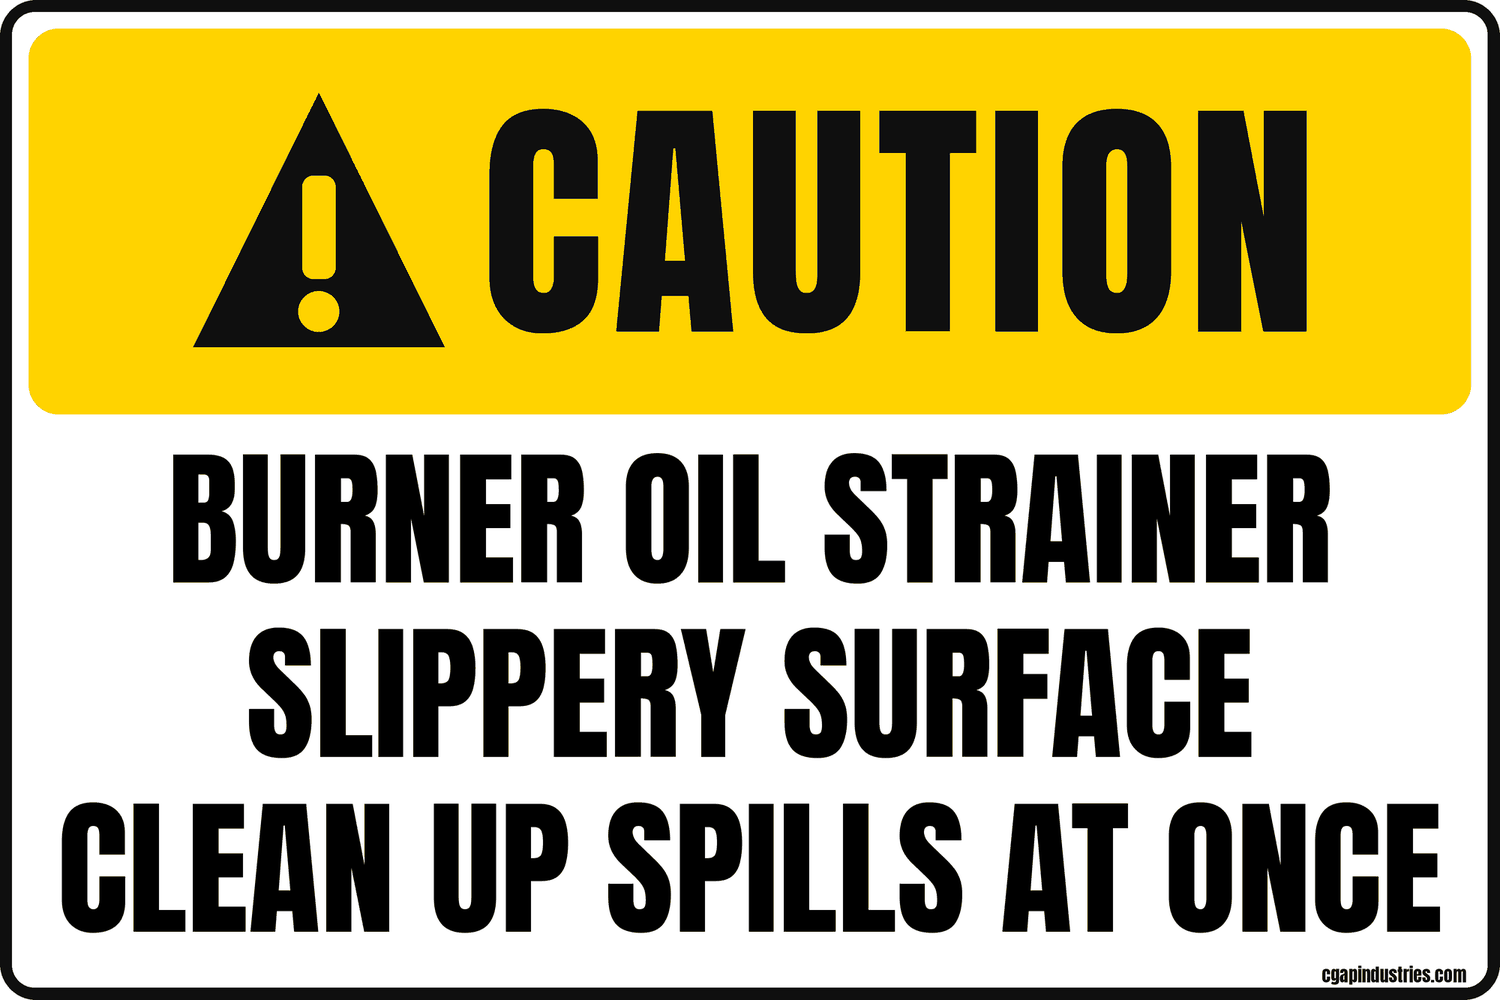 CAUTION
BURNER OIL STRAINER
SLIPPERY SURFACE
CLEAN UP SPILLS AT ONCE
cgapindustries.com